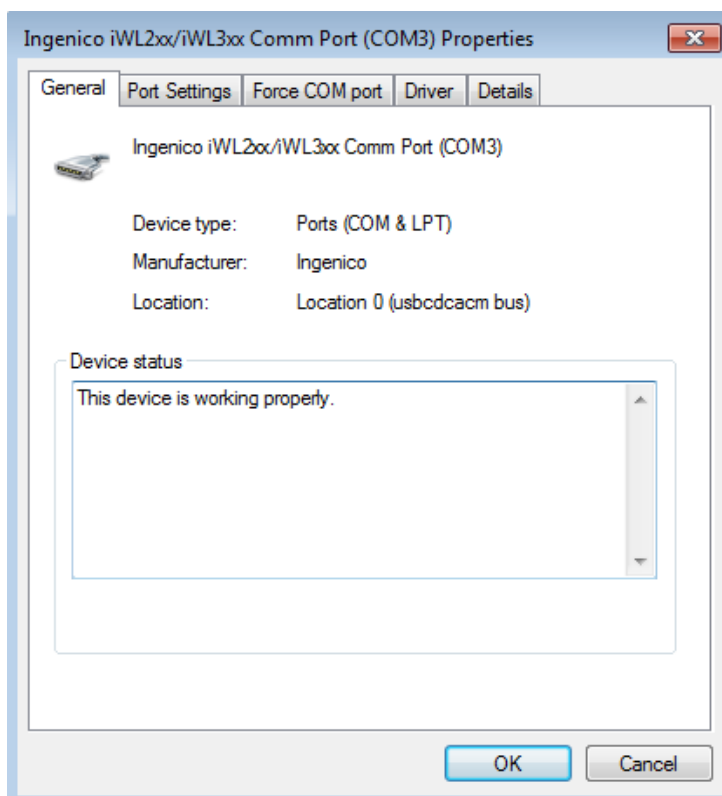 Ingenico iWL2xx/iWL3xx Comm Port (COM3) Properties
General Port Settings Force COM port Driver Details
Ingenico iWL2xx/iWL3xx Comm Port (COM3)
Device type: Ports (COM & LPT)
Manufacturer: Ingenico
Location: Location 0 (usbcdcacm bus)
Device status
This device is working properly.
OK Cancel